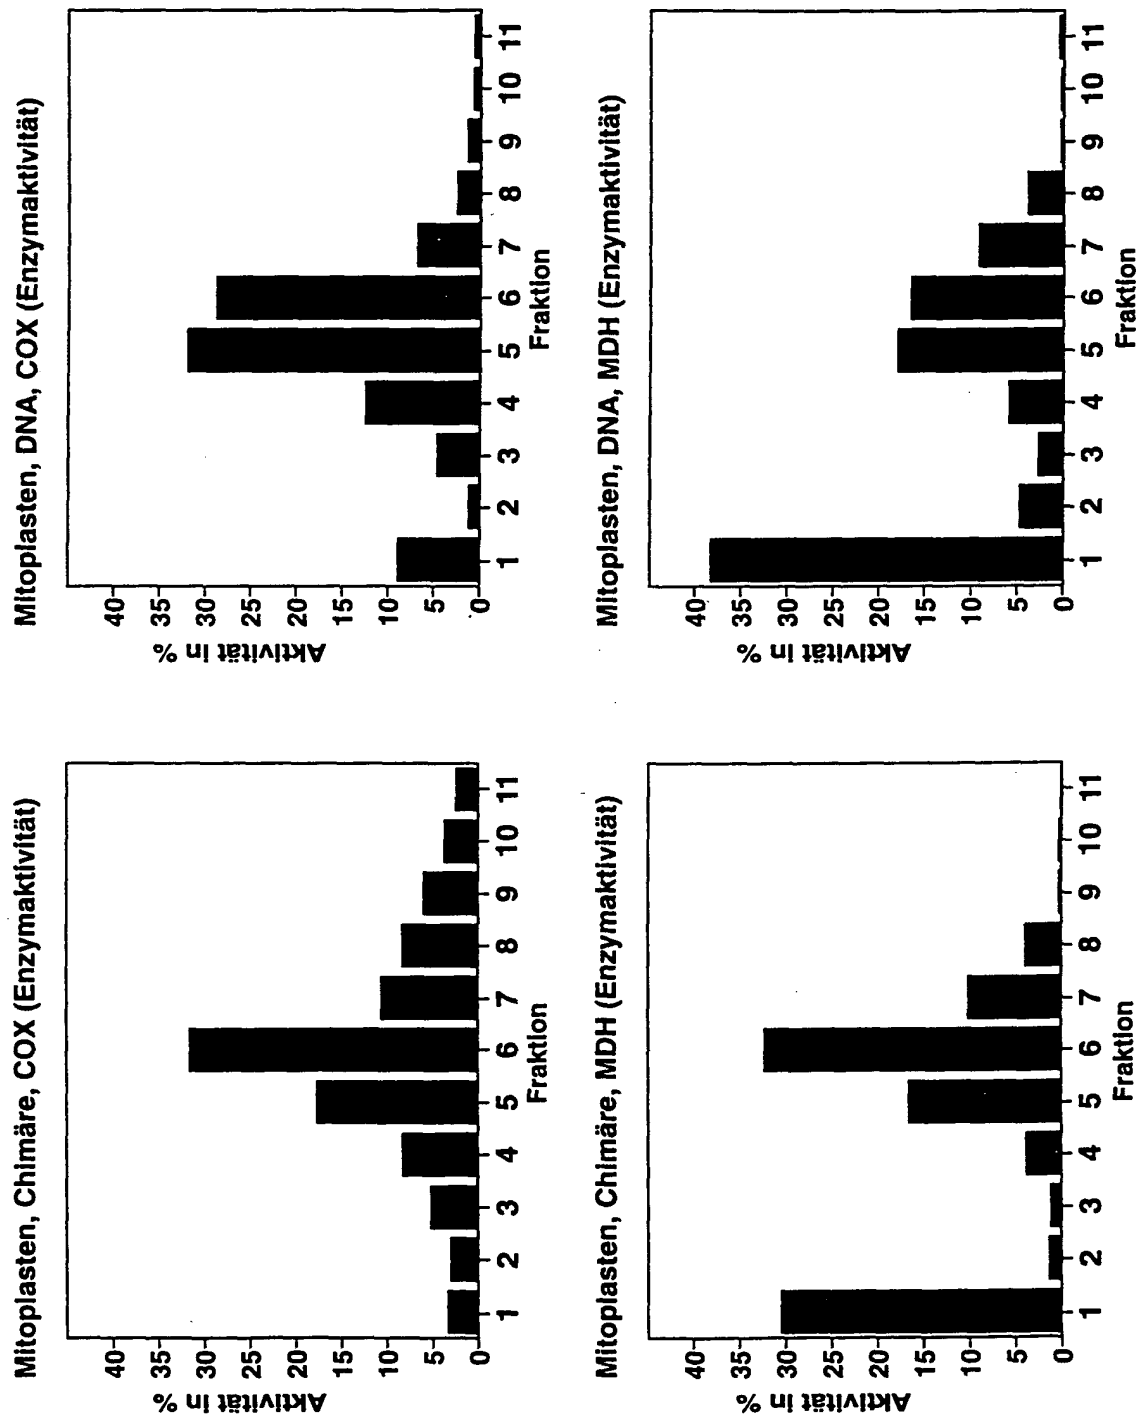 Mitoplasten, Chimäre, COX (Enzymaktivität)
Aktivität in %
40
35
30
25
20
15
10
5
0
1 2 3 4 5 6 7 8 9 10 11
Fraktion
Mitoplasten, DNA, COX (Enzymaktivität)
Aktivität in %
40
35
30
25
20
15
10
5
0
1 2 3 4 5 6 7 8 9 10 11
Fraktion
Mitoplasten, Chimäre, MDH (Enzymaktivität)
Aktivität in %
40
35
30
25
20
15
10
5
0
1 2 3 4 5 6 7 8 9 10 11
Fraktion
Mitoplasten, DNA, MDH (Enzymaktivität)
Aktivität in %
40
35
30
25
20
15
10
5
0
1 2 3 4 5 6 7 8 9 10 11
Fraktion